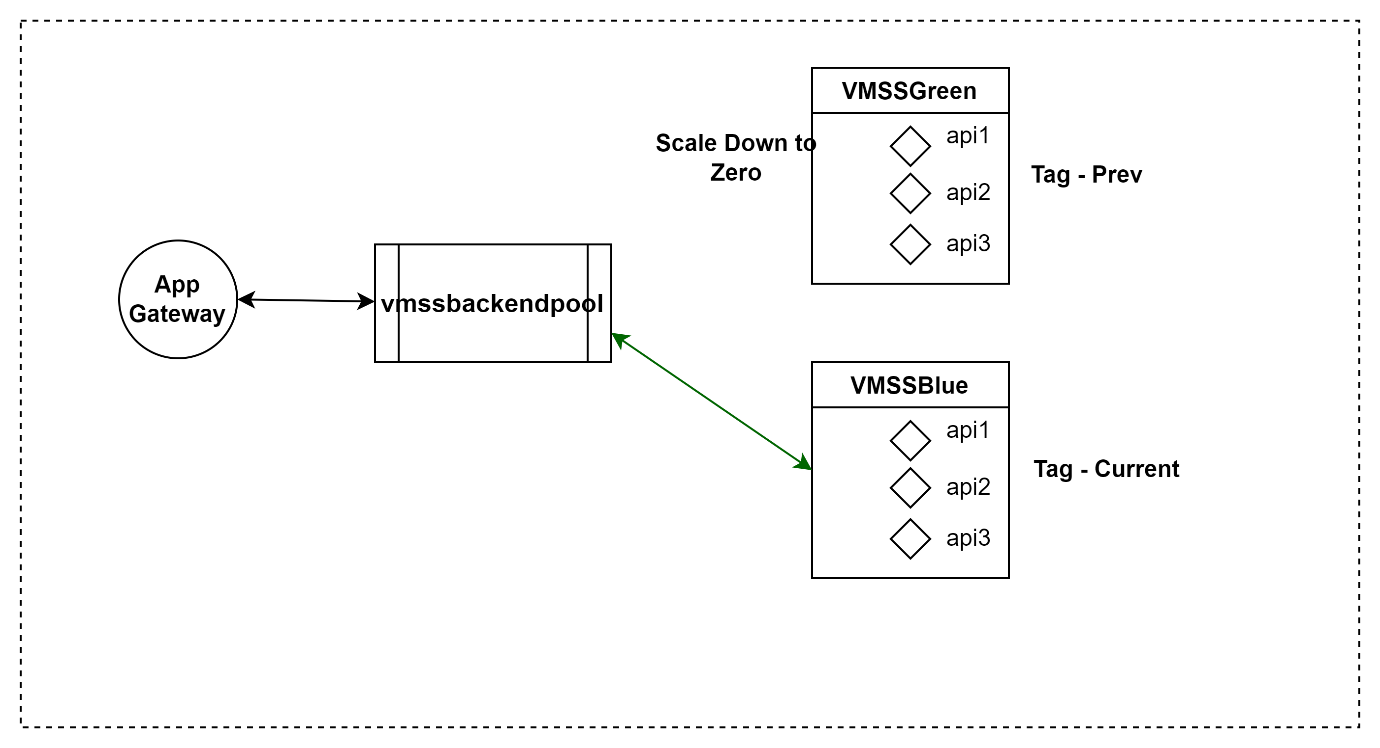 VMSSGreen
api1
Scale Down to
Zero
api2
Tag - Prev
api3
App
Gateway
vmssbackendpool
VMSSBlue
api1
api2
Tag - Current
api3